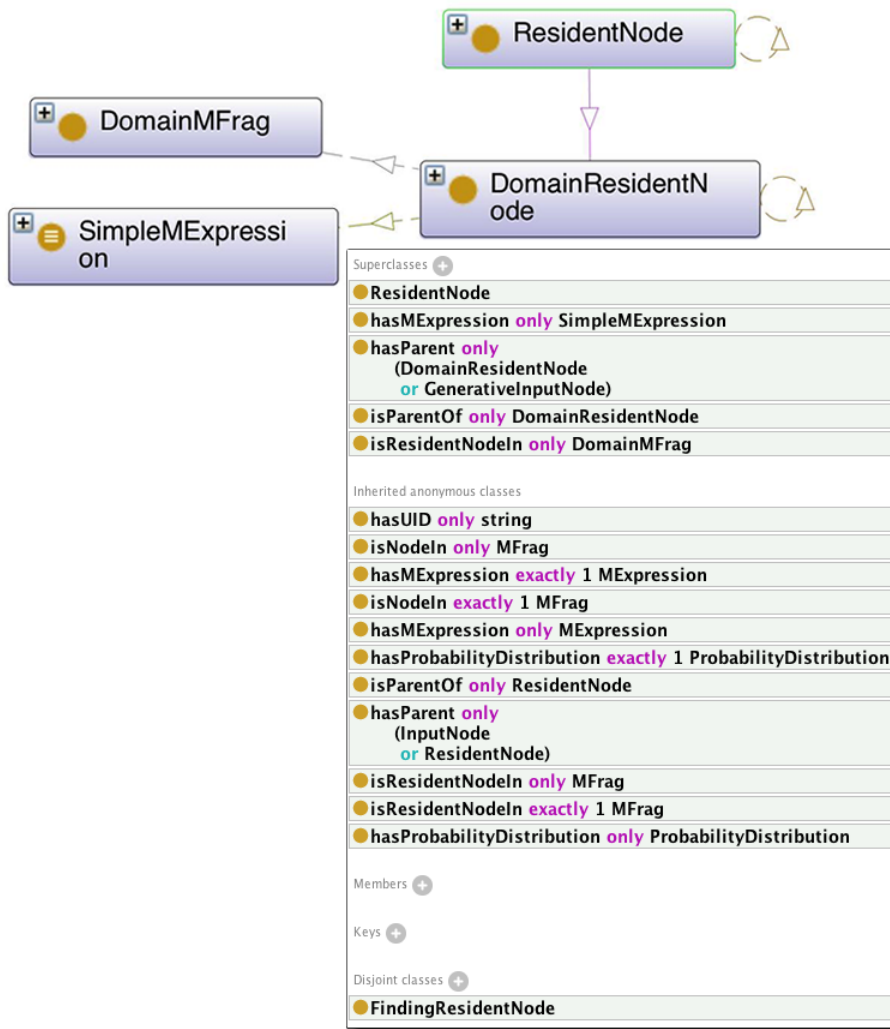 ResidentNode
DomainMFrag
DomainResidentN
ode
SimpleMExpressi
on
Superclasses
ResidentNode
hasMExpression only SimpleMExpression
hasParent only
(DomainResidentNode
or GenerativeInputNode)
isParentOf only DomainResidentNode
isResidentNodeIn only DomainMFrag
Inherited anonymous classes
hasUID only string
isNodeIn only MFrag
hasMExpression exactly 1 MExpression
isNodeIn exactly 1 MFrag
hasMExpression only MExpression
hasProbabilityDistribution exactly 1 ProbabilityDistribution
isParentOf only ResidentNode
hasParent only
(InputNode
or ResidentNode)
isResidentNodeIn only MFrag
isResidentNodeIn exactly 1 MFrag
hasProbabilityDistribution only ProbabilityDistribution
Members
Keys
Disjoint classes
FindingResidentNode